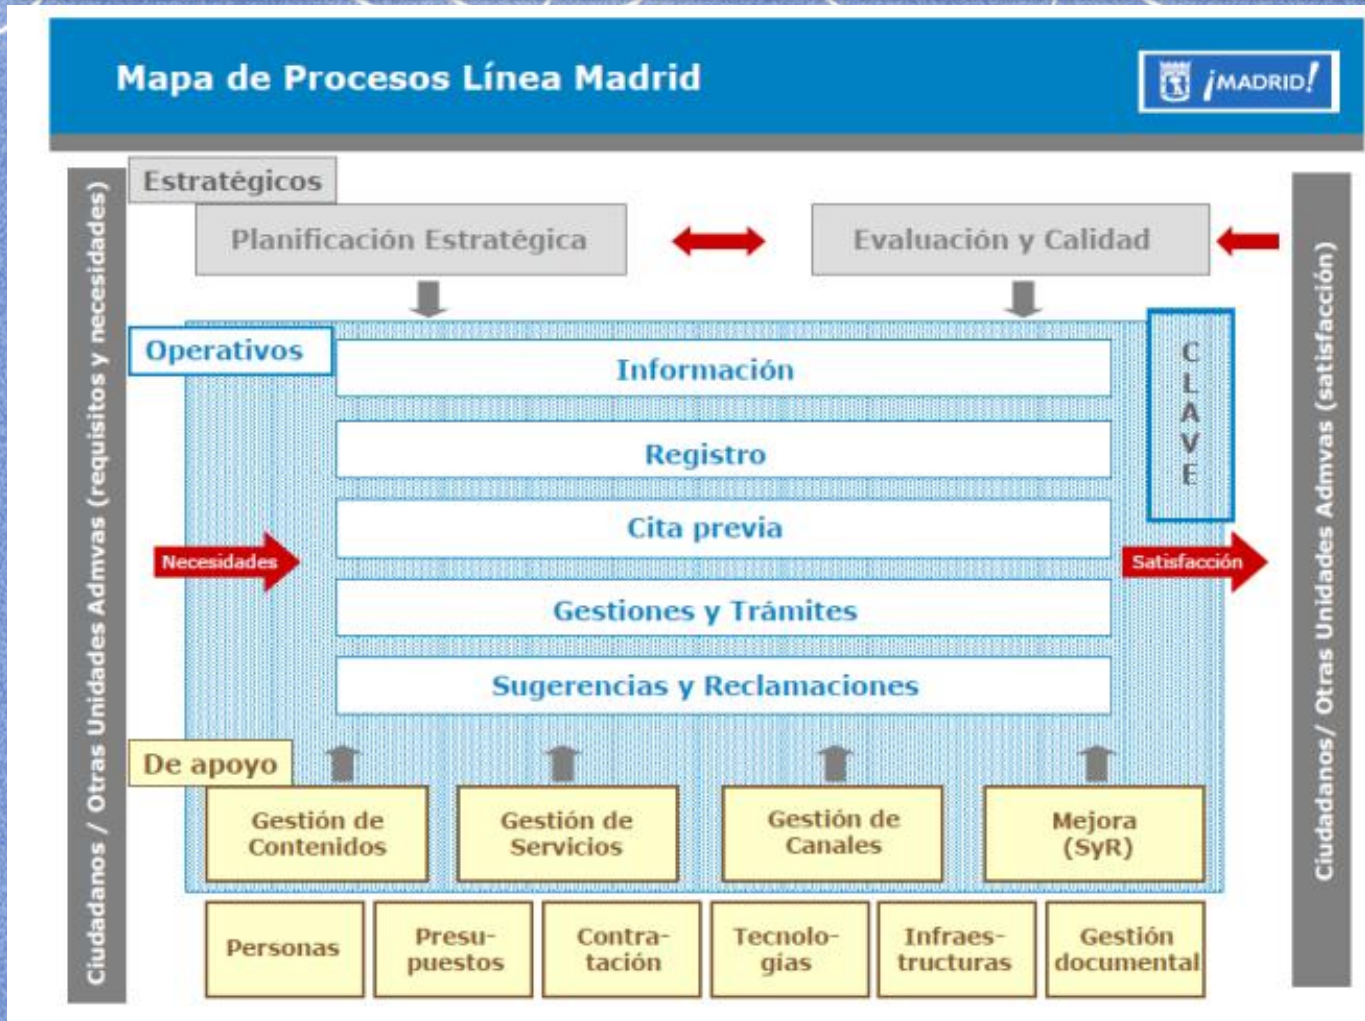 Mapa de Procesos Línea Madrid
¡MADRID!
Ciudadanos / Otras Unidades Admvas (requisitos y necesidades)
Estratégicos
Planificación Estratégica
Evaluación y Calidad
Operativos
CLAVE
Información
Registro
Cita previa
Necesidades
Satisfacción
Gestiones y Trámites
Sugerencias y Reclamaciones
De apoyo
Gestión de
Contenidos
Gestión de
Servicios
Gestión de
Canales
Mejora
(SyR)
Personas
Presu-
puestos
Contra-
tación
Tecnolo-
gías
Infraes-
tructuras
Gestión
documental
Ciudadanos/ Otras Unidades Admvas (satisfacción)